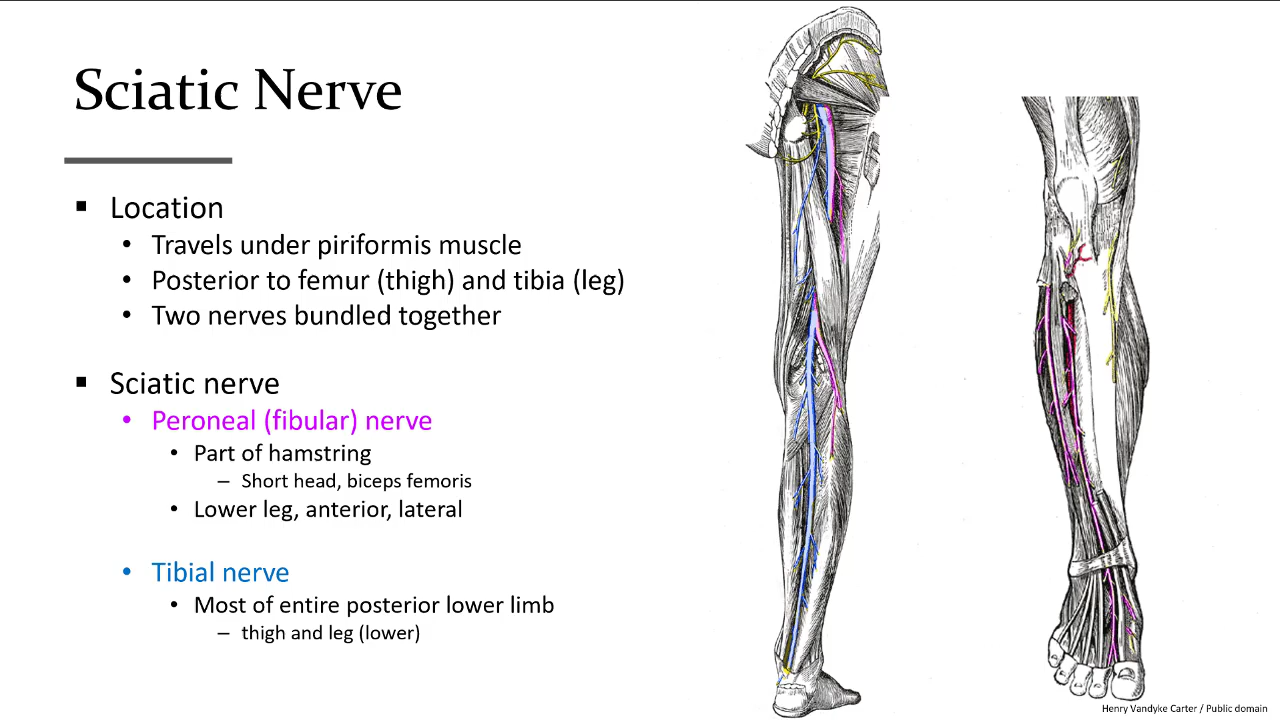 Sciatic Nerve
▪ Location
• Travels under piriformis muscle
• Posterior to femur (thigh) and tibia (leg)
• Two nerves bundled together
▪ Sciatic nerve
• Peroneal (fibular) nerve
• Part of hamstring
– Short head, biceps femoris
• Lower leg, anterior, lateral
• Tibial nerve
• Most of entire posterior lower limb
– thigh and leg (lower)
Henry Vandyke Carter / Public domain